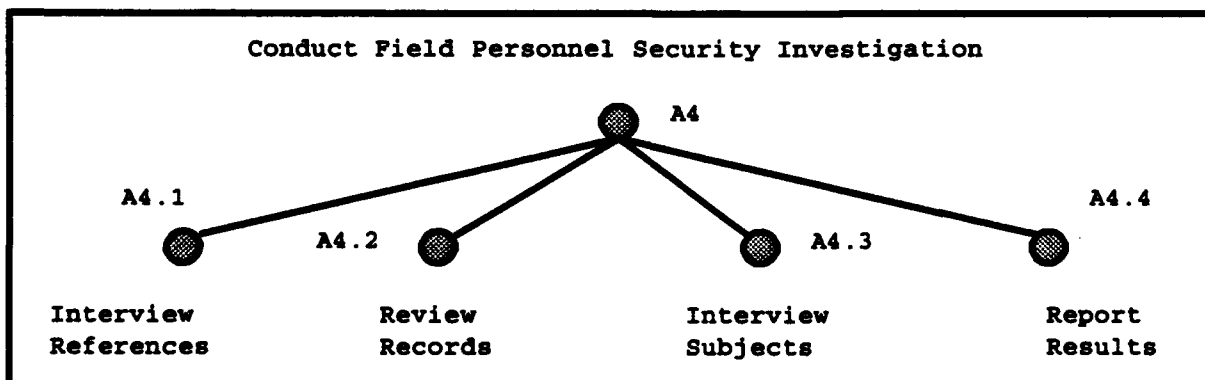 Conduct Field Personnel Security Investigation
A4
A4.1
A4.4
A4.2
A4.3
Interview
References
Review
Records
Interview
Subjects
Report
Results